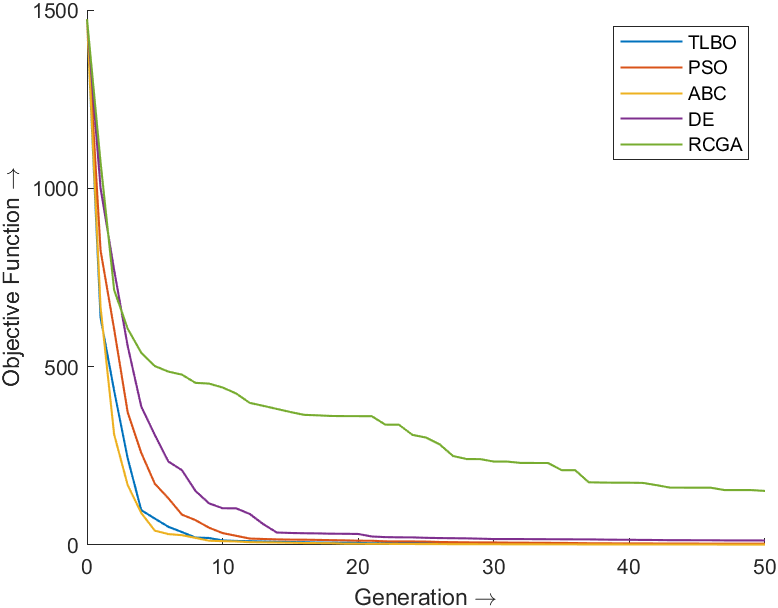 1500
1000
500
0
Objective Function →
0 10 20 30 40 50
Generation →
TLBO
PSO
ABC
DE
RCGA